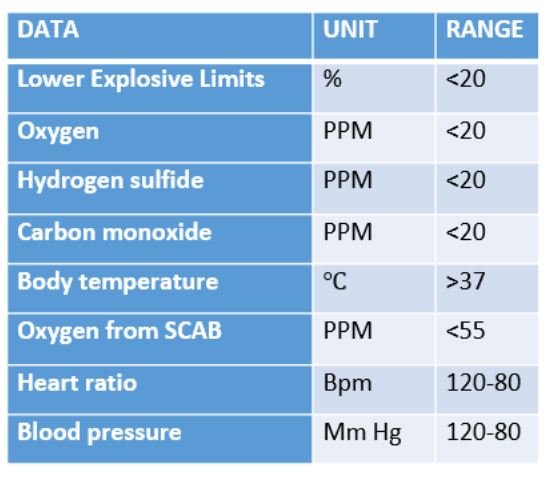 DATA UNIT RANGE
Lower Explosive Limits % <20
Oxygen PPM <20
Hydrogen sulfide PPM <20
Carbon monoxide PPM <20
Body temperature °C >37
Oxygen from SCAB PPM <55
Heart ratio Bpm 120-80
Blood pressure Mm Hg 120-80